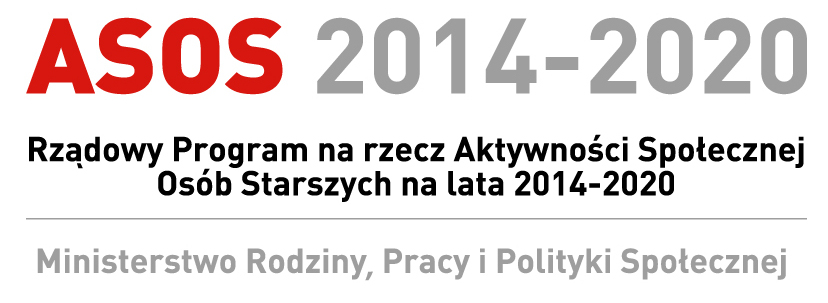 ASOS 2014-2020
Rządowy Program na rzecz Aktywności Społecznej
Osób Starszych na lata 2014-2020
Ministerstwo Rodziny, Pracy i Polityki Społecznej